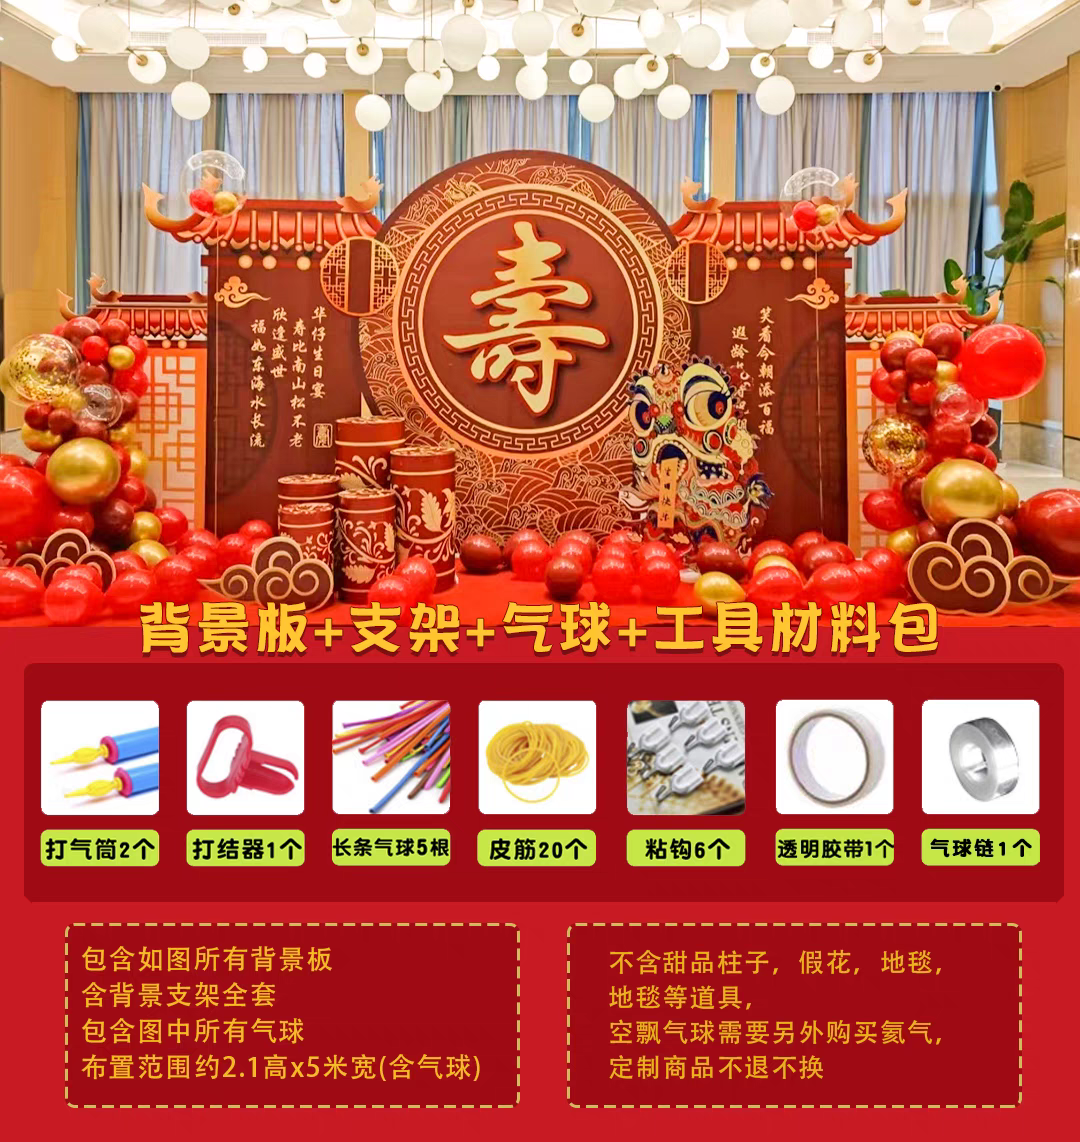 寿
华仔生日宴
寿比南山松不老
欣逢盛世
福如东海水长流
笑看今朝添百福
遐龄
背景板+支架+气球+工具材料包
打气筒2个
打结器1个
长条气球5根
皮筋20个
粘钩6个
透明胶带1个
气球链1个
包含如图所有背景板
含背景支架全套
包含图中所有气球
布置范围约2.1高x5米宽(含气球)
不含甜品柱子，假花，地毯，
地毯等道具，
空飘气球需要另外购买氦气，
定制商品不退不换